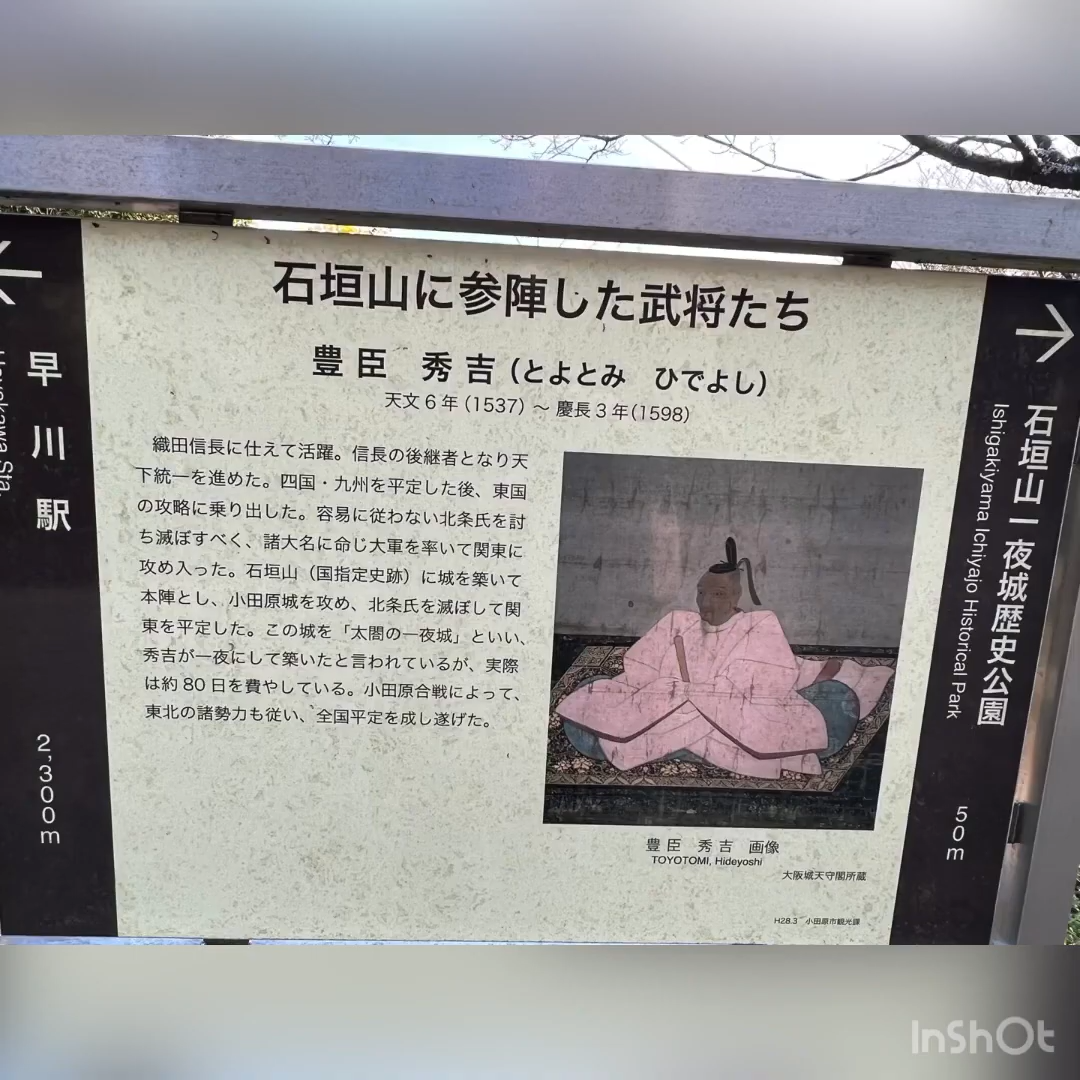 石垣山に参陣した武将たち
豊臣　秀吉（とよとみ　ひでよし）
天文６年（1537）～ 慶長３年（1598）
織田信長に仕えて活躍。信長の後継者となり天
下統一を進めた。四国・九州を平定した後、東国
の攻略に乗り出した。容易に従わない北条氏を討
ち滅ぼすべく、諸大名に命じ大軍を率いて関東に
攻め入った。石垣山（国指定史跡）に城を築いて
本陣とし、小田原城を攻め、北条氏を滅ぼして関
東を平定した。この城を「太閤の一夜城」といい、
秀吉が一夜にして築いたと言われているが、実際
は約 80 日を費やしている。小田原合戦によって、
東北の諸勢力も従い、全国平定を成し遂げた。
豊臣　秀吉　画像
TOYOTOMI, Hideyoshi
大阪城天守閣所蔵
H28.3　小田原市観光課
←
早川駅
Hayakawa Sta.
2,300m
→
石垣山一夜城歴史公園
Ishigakiyama Ichiyajo Historical Park
50m
InShOt